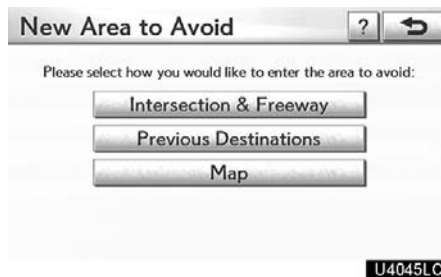 New Area to Avoid ?
Please select how you would like to enter the area to avoid:
Intersection & Freeway
Previous Destinations
Map
U4045LC